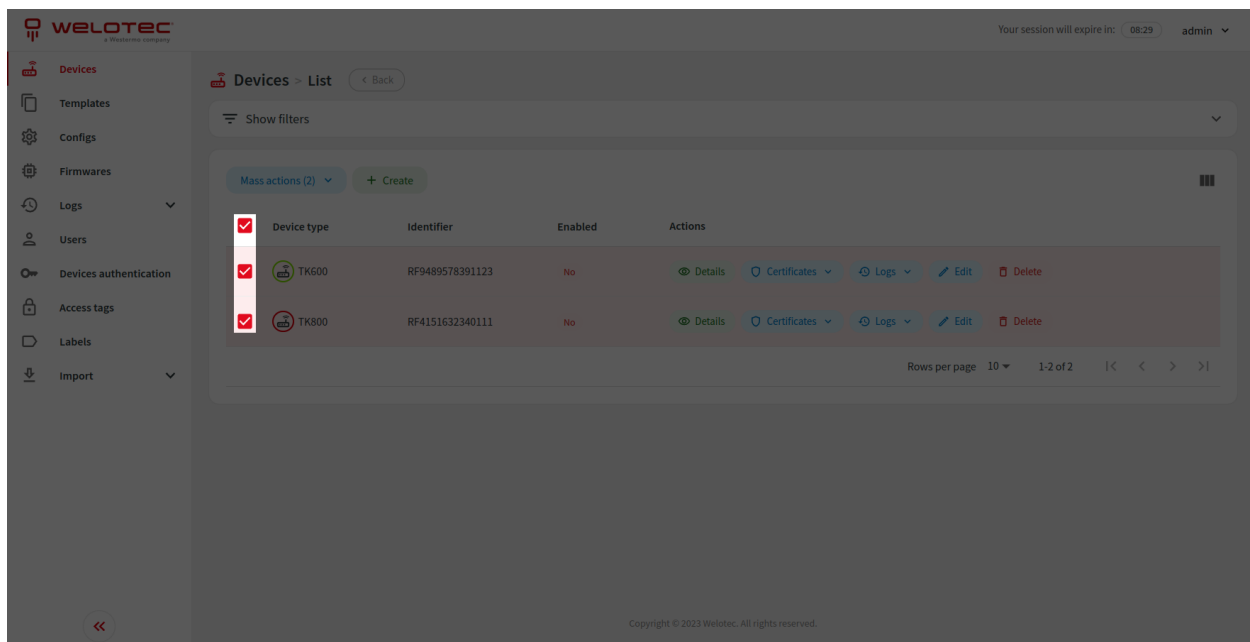 WELOTEC
a Westermo company
Your session will expire in: 08:29 admin
Devices
Templates
Configs
Firmwares
Logs
Users
Devices authentication
Access tags
Labels
Import
Devices > List < Back
Show filters
Mass actions (2) + Create
Device type Identifier Enabled Actions
TK600 RF9489578391123 No Details Certificates Logs Edit Delete
TK800 RF4151632340111 No Details Certificates Logs Edit Delete
Rows per page 10 1-2 of 2
Copyright © 2023 Welotec. All rights reserved.